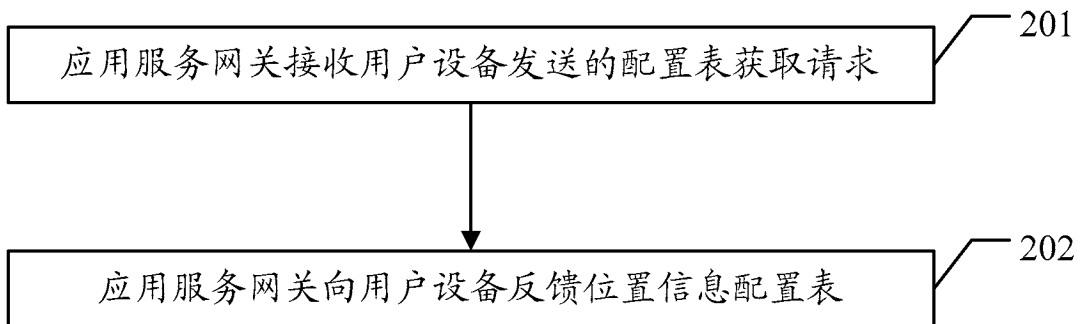 201
应用服务网关接收用户设备发送的配置表获取请求
202
应用服务网关向用户设备反馈位置信息配置表